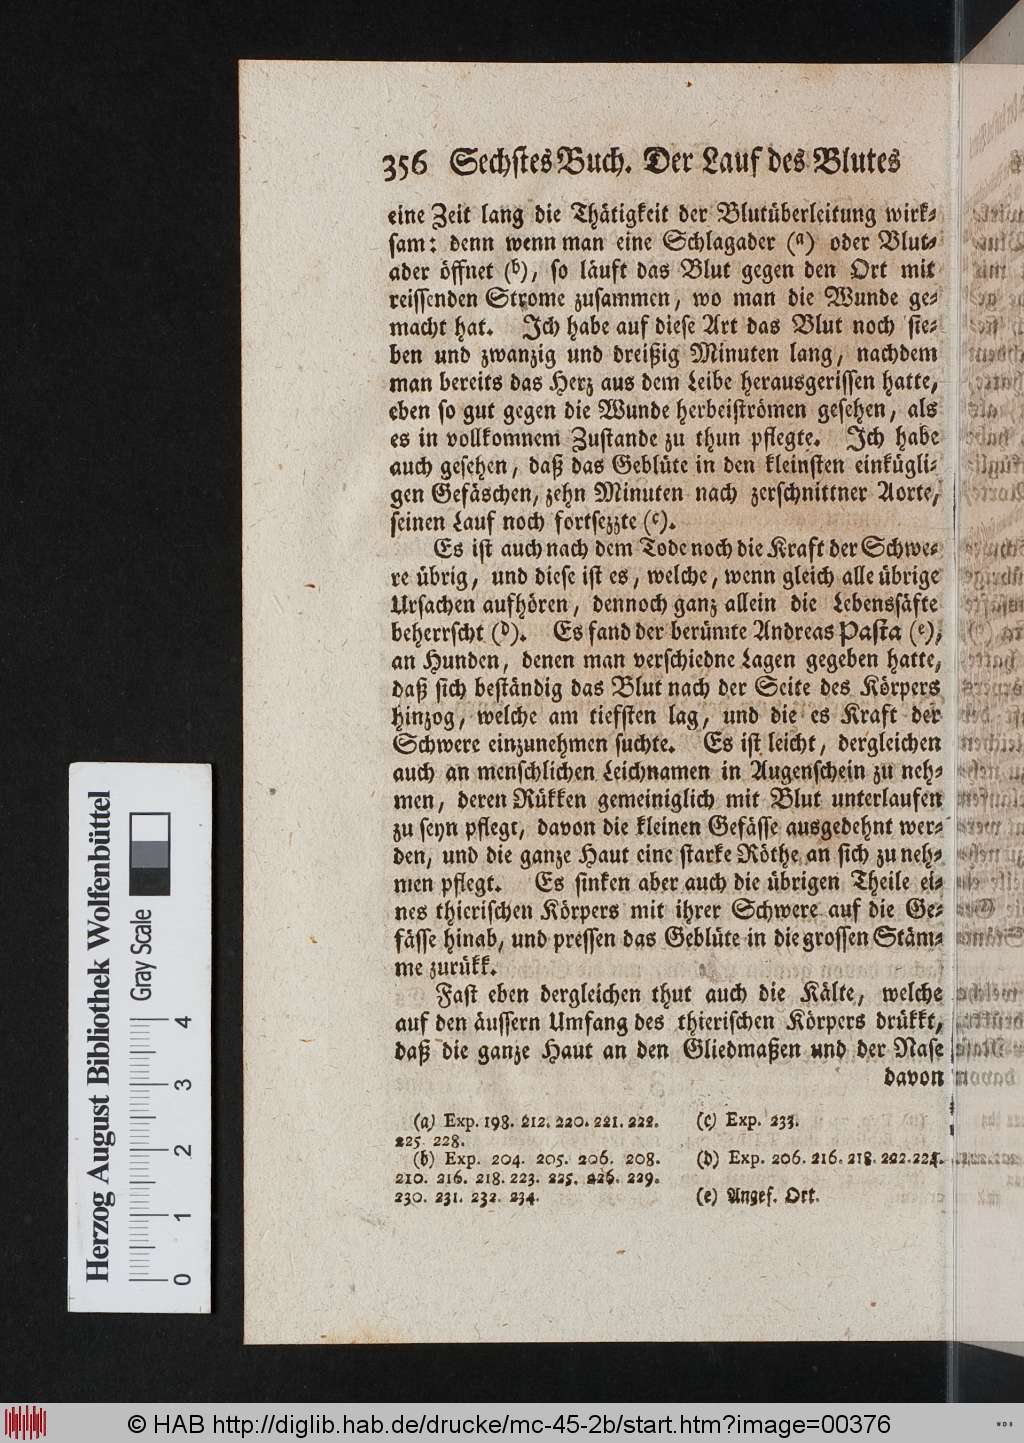 356 Sechstes Buch. Der Lauf des Blutes
eine Zeit lang die Thätigkeit der Blutüberleitung wirk-
sam: denn wenn man eine Schlagader (a) oder Blut-
ader öffnet (b), so läuft das Blut gegen den Ort mit
reissenden Strome zusammen, wo man die Wunde ge-
macht hat. Ich habe auf diese Art das Blut noch sie-
ben und zwanzig und dreißig Minuten lang, nachdem
man bereits das Herz aus dem Leibe herausgerissen hatte,
eben so gut gegen die Wunde herbeiströmen gesehen, als
es in vollkomnem Zustande zu thun pflegte. Ich habe
auch gesehen, daß das Geblüte in den kleinsten einkügli-
gen Gefäschen, zehn Minuten nach zerschnittner Aorte,
seinen Lauf noch fortsezzte (c).
Es ist auch nach dem Tode noch die Kraft der Schwe-
re übrig, und diese ist es, welche, wenn gleich alle übrige
Ursachen aufhören, dennoch ganz allein die Lebenssäfte
beherrscht (d). Es fand der berümte Andreas Pasta (e),
an Hunden, denen man verschiedne Lagen gegeben hatte,
daß sich beständig das Blut nach der Seite des Körpers
hinzog, welche am tiefsten lag, und die es Kraft der
Schwere einzunehmen suchte. Es ist leicht, dergleichen
auch an menschlichen Leichnamen in Augenschein zu neh-
men, deren Rükken gemeiniglich mit Blut unterlaufen
zu seyn pflegt, davon die kleinen Gefässe ausgedehnt wer-
den, und die ganze Haut eine starke Röthe an sich zu neh-
men pflegt. Es sinken aber auch die übrigen Theile ei-
nes thierischen Körpers mit ihrer Schwere auf die Ge-
fässe hinab, und pressen das Geblüte in die grossen Stäm-
me zurükk.
Fast eben dergleichen thut auch die Kälte, welche
auf den äussern Umfang des thierischen Körpers drükkt,
daß die ganze Haut an den Gliedmaßen und der Nase
davon
(a) Exp. 198. 212. 220. 221. 222.
225. 228.
(b) Exp. 204. 205. 206. 208.
210. 216. 218. 223. 225. 226. 229.
230. 231. 232. 234.
(c) Exp. 233.
(d) Exp. 206. 216. 218. 222. 228.
(e) Angef. Ort.
Herzog August Bibliothek Wolfenbüttel
Gray Scale
0 1 2 3 4
© HAB http://diglib.hab.de/drucke/mc-45-2b/start.htm?image=00376